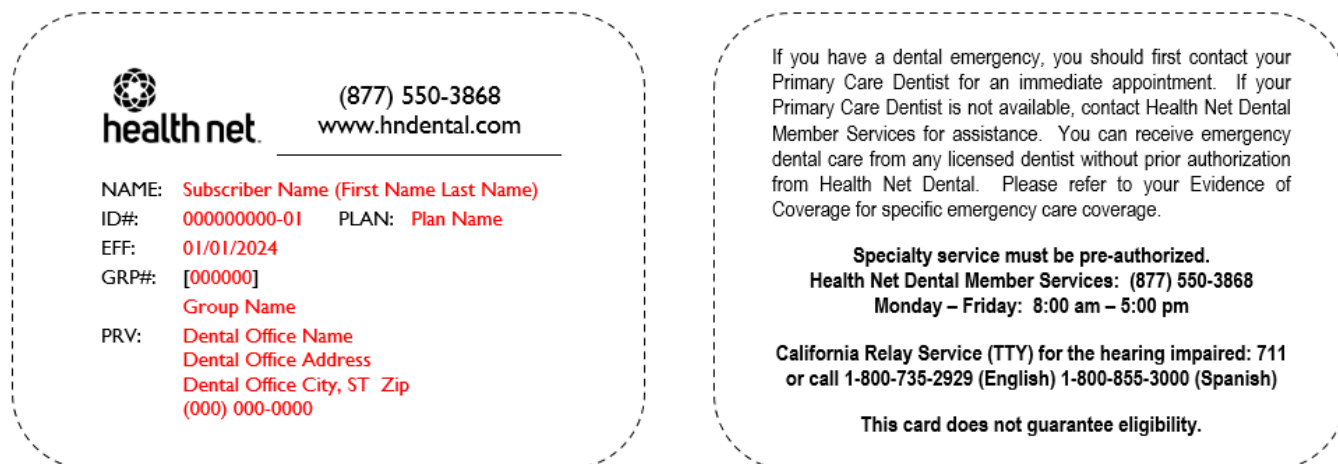 health net.
(877) 550-3868
www.hndental.com
NAME: Subscriber Name (First Name Last Name)
ID#: 000000000-01 PLAN: Plan Name
EFF: 01/01/2024
GRP#: [000000]
Group Name
PRV: Dental Office Name
Dental Office Address
Dental Office City, ST Zip
(000) 000-0000
If you have a dental emergency, you should first contact your
Primary Care Dentist for an immediate appointment. If your
Primary Care Dentist is not available, contact Health Net Dental
Member Services for assistance. You can receive emergency
dental care from any licensed dentist without prior authorization
from Health Net Dental. Please refer to your Evidence of
Coverage for specific emergency care coverage.
Specialty service must be pre-authorized.
Health Net Dental Member Services: (877) 550-3868
Monday – Friday: 8:00 am – 5:00 pm
California Relay Service (TTY) for the hearing impaired: 711
or call 1-800-735-2929 (English) 1-800-855-3000 (Spanish)
This card does not guarantee eligibility.